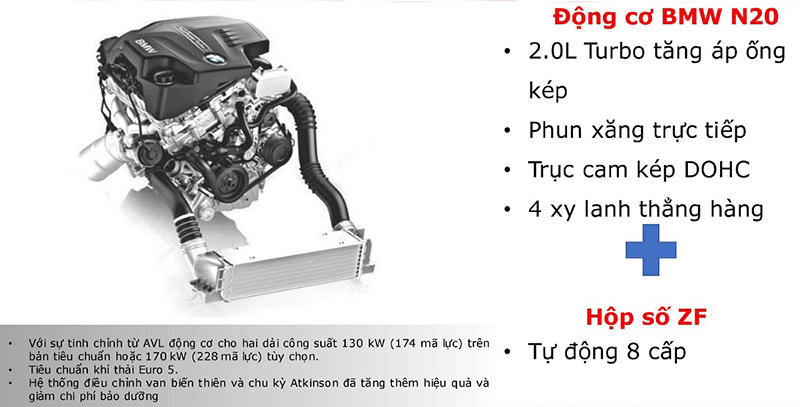 BMW
Động cơ BMW N20
• 2.0L Turbo tăng áp ống
kép
• Phun xăng trực tiếp
• Trục cam kép DOHC
• 4 xy lanh thẳng hàng
Hộp số ZF
• Tự động 8 cấp
• Với sự tinh chỉnh từ AVL động cơ cho hai dải công suất 130 kW (174 mã lực) trên
bản tiêu chuẩn hoặc 170 kW (228 mã lực) tùy chọn.
• Tiêu chuẩn khí thải Euro 5.
• Hệ thống điều chỉnh van biến thiên và chu kỳ Atkinson đã tăng thêm hiệu quả và
giảm chi phí bảo dưỡng